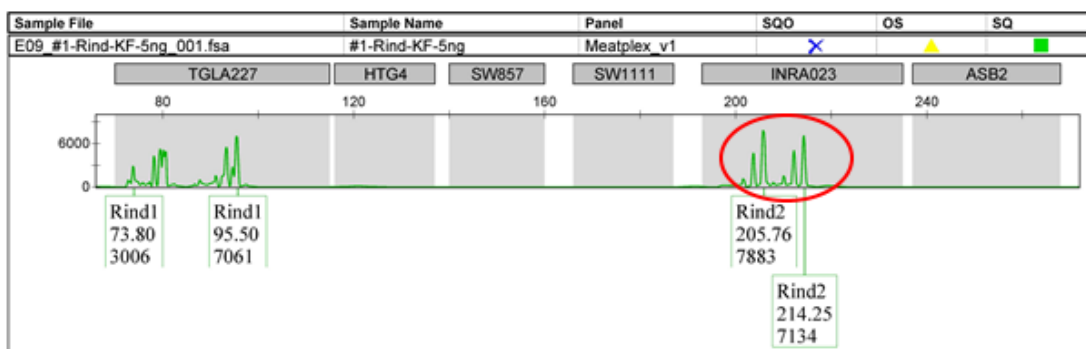 Sample File Sample Name Panel SQO OS SQ
E09_#1-Rind-KF-5ng_001.fsa #1-Rind-KF-5ng Meatplex_v1
TGLA227 HTG4 SW857 SW1111 INRA023 ASB2
80 120 160 200 240
6000
0
Rind1 Rind1 Rind2
73.80 95.50 205.76
3006 7061 7883
Rind2
214.25
7134